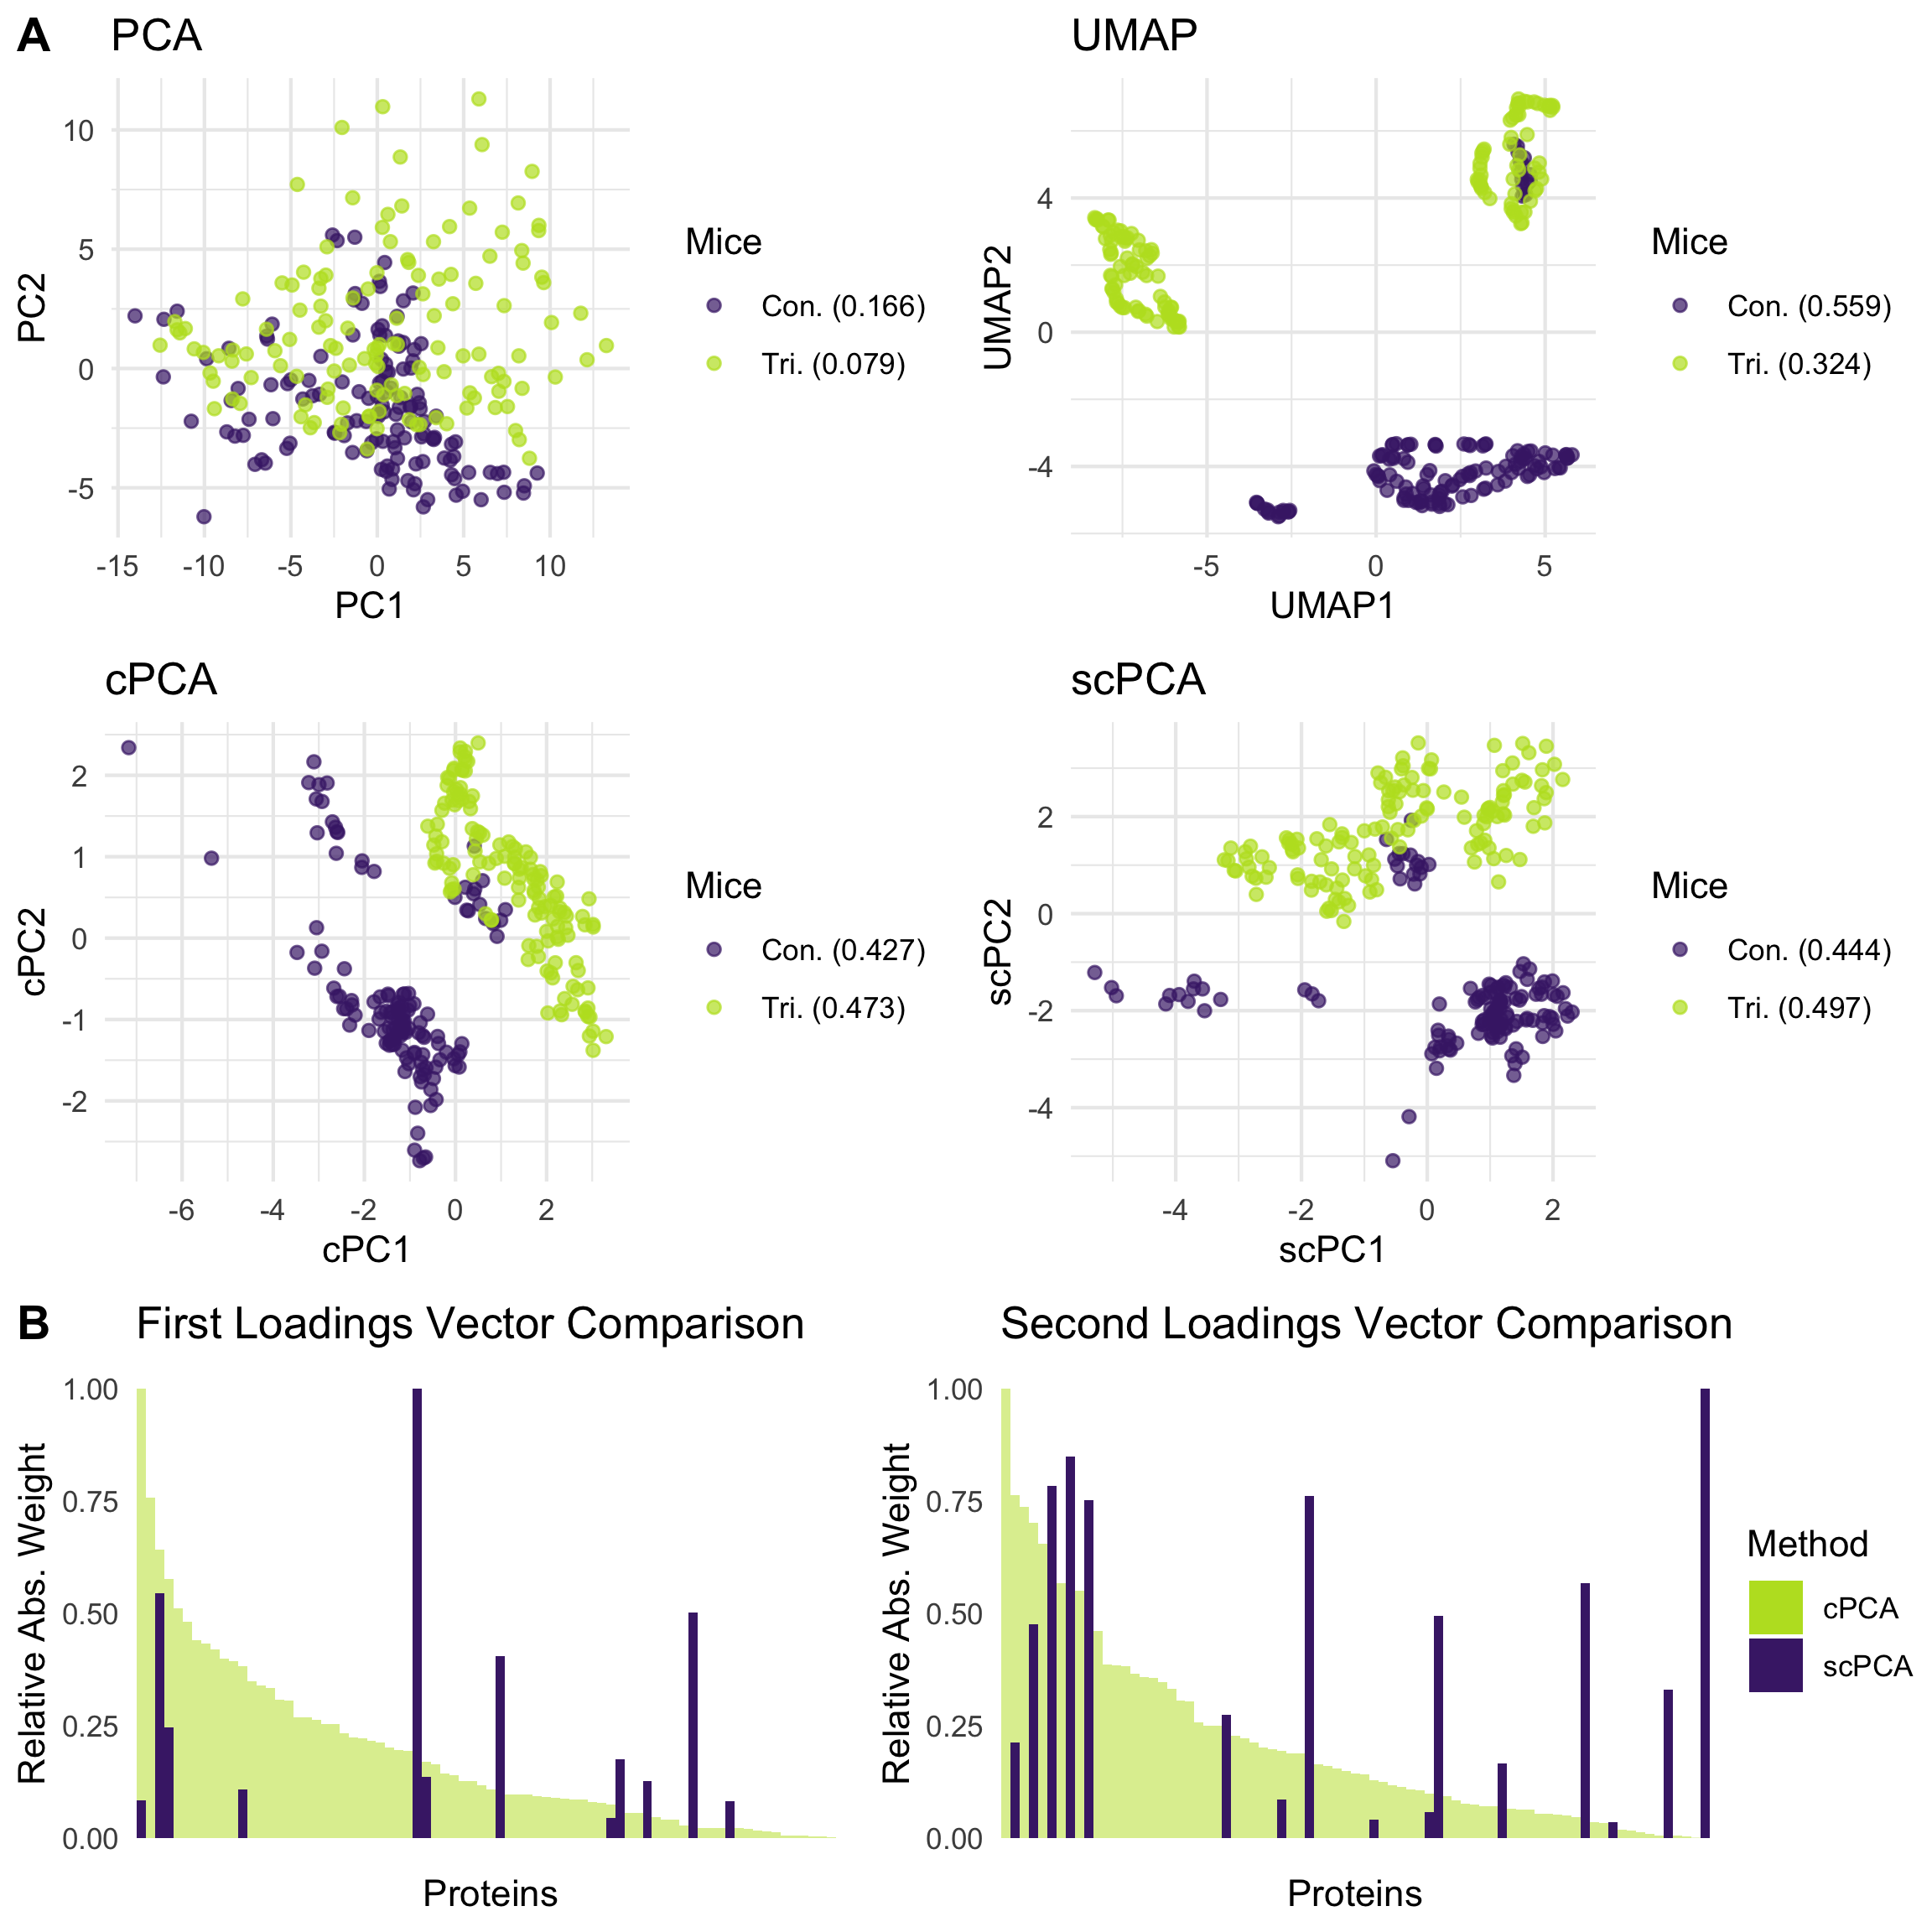 A
PCA
10
5
0
-5
-15 -10 -5 0 5 10
PC1
PC2
Mice
Con. (0.166)
Tri. (0.079)
UMAP
4
0
-4
-5 0 5
UMAP1
UMAP2
Mice
Con. (0.559)
Tri. (0.324)
cPCA
2
1
0
-1
-2
-6 -4 -2 0 2
cPC1
cPC2
Mice
Con. (0.427)
Tri. (0.473)
scPCA
2
0
-2
-4
-4 -2 0 2
scPC1
scPC2
Mice
Con. (0.444)
Tri. (0.497)
B
First Loadings Vector Comparison
1.00
0.75
0.50
0.25
0.00
Relative Abs. Weight
Proteins
Second Loadings Vector Comparison
1.00
0.75
0.50
0.25
0.00
Relative Abs. Weight
Proteins
Method
cPCA
scPCA